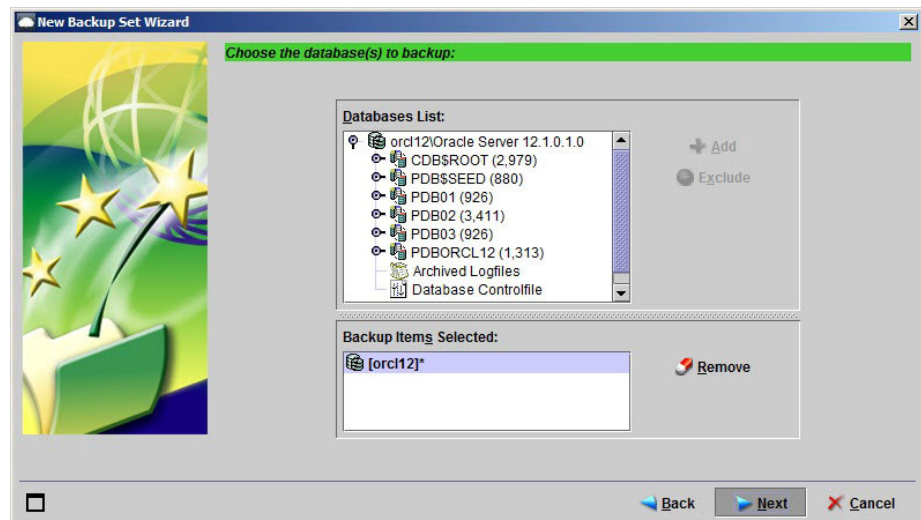 New Backup Set Wizard
Choose the database(s) to backup:
Databases List:
orcl12\Oracle Server 12.1.0.1.0
CDB$ROOT (2,979)
PDB$SEED (880)
PDB01 (926)
PDB02 (3,411)
PDB03 (926)
PDBORCL12 (1,313)
Archived Logfiles
Database Controlfile
Add
Exclude
Backup Items Selected:
[orcl12]*
Remove
Back
Next
Cancel